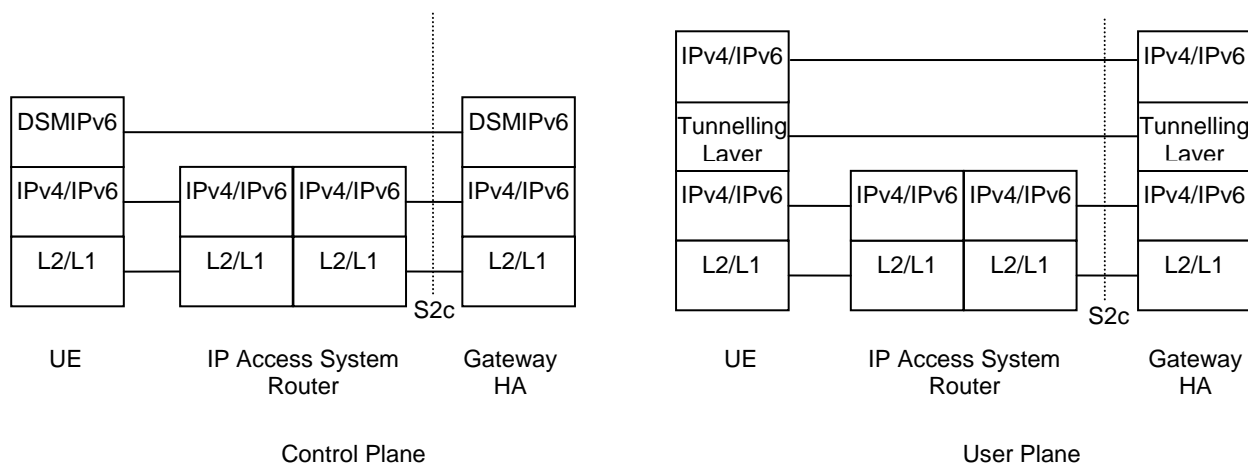 DSMIPv6
DSMIPv6
IPv4/IPv6
IPv4/IPv6
IPv4/IPv6
IPv4/IPv6
L2/L1
L2/L1
L2/L1
L2/L1
S2c
UE
IP Access System
Router
Gateway
HA
Control Plane
IPv4/IPv6
IPv4/IPv6
Tunnelling
Layer
Tunnelling
Layer
IPv4/IPv6
IPv4/IPv6
IPv4/IPv6
IPv4/IPv6
L2/L1
L2/L1
L2/L1
L2/L1
S2c
UE
IP Access System
Router
Gateway
HA
User Plane